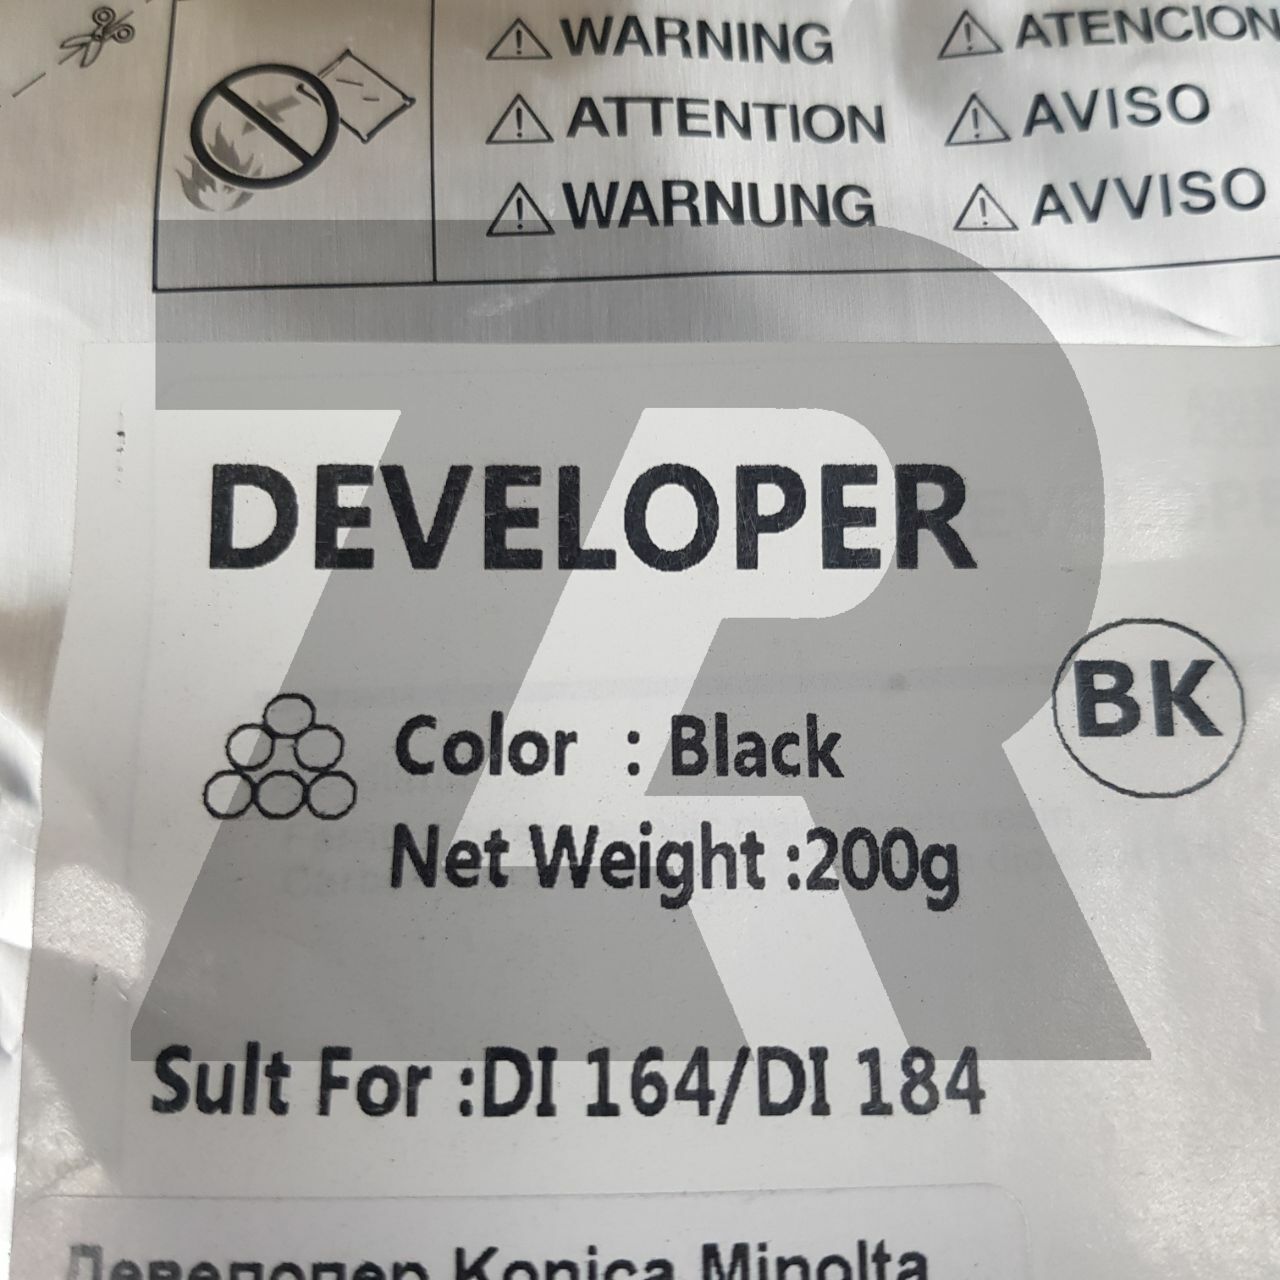 WARNING ATENCION
ATTENTION AVISO
WARNUNG AVVISO
DEVELOPER
BK
Color : Black
Net Weight :200g
Sult For :DI 164/DI 184
Девелопер Konica Minolta